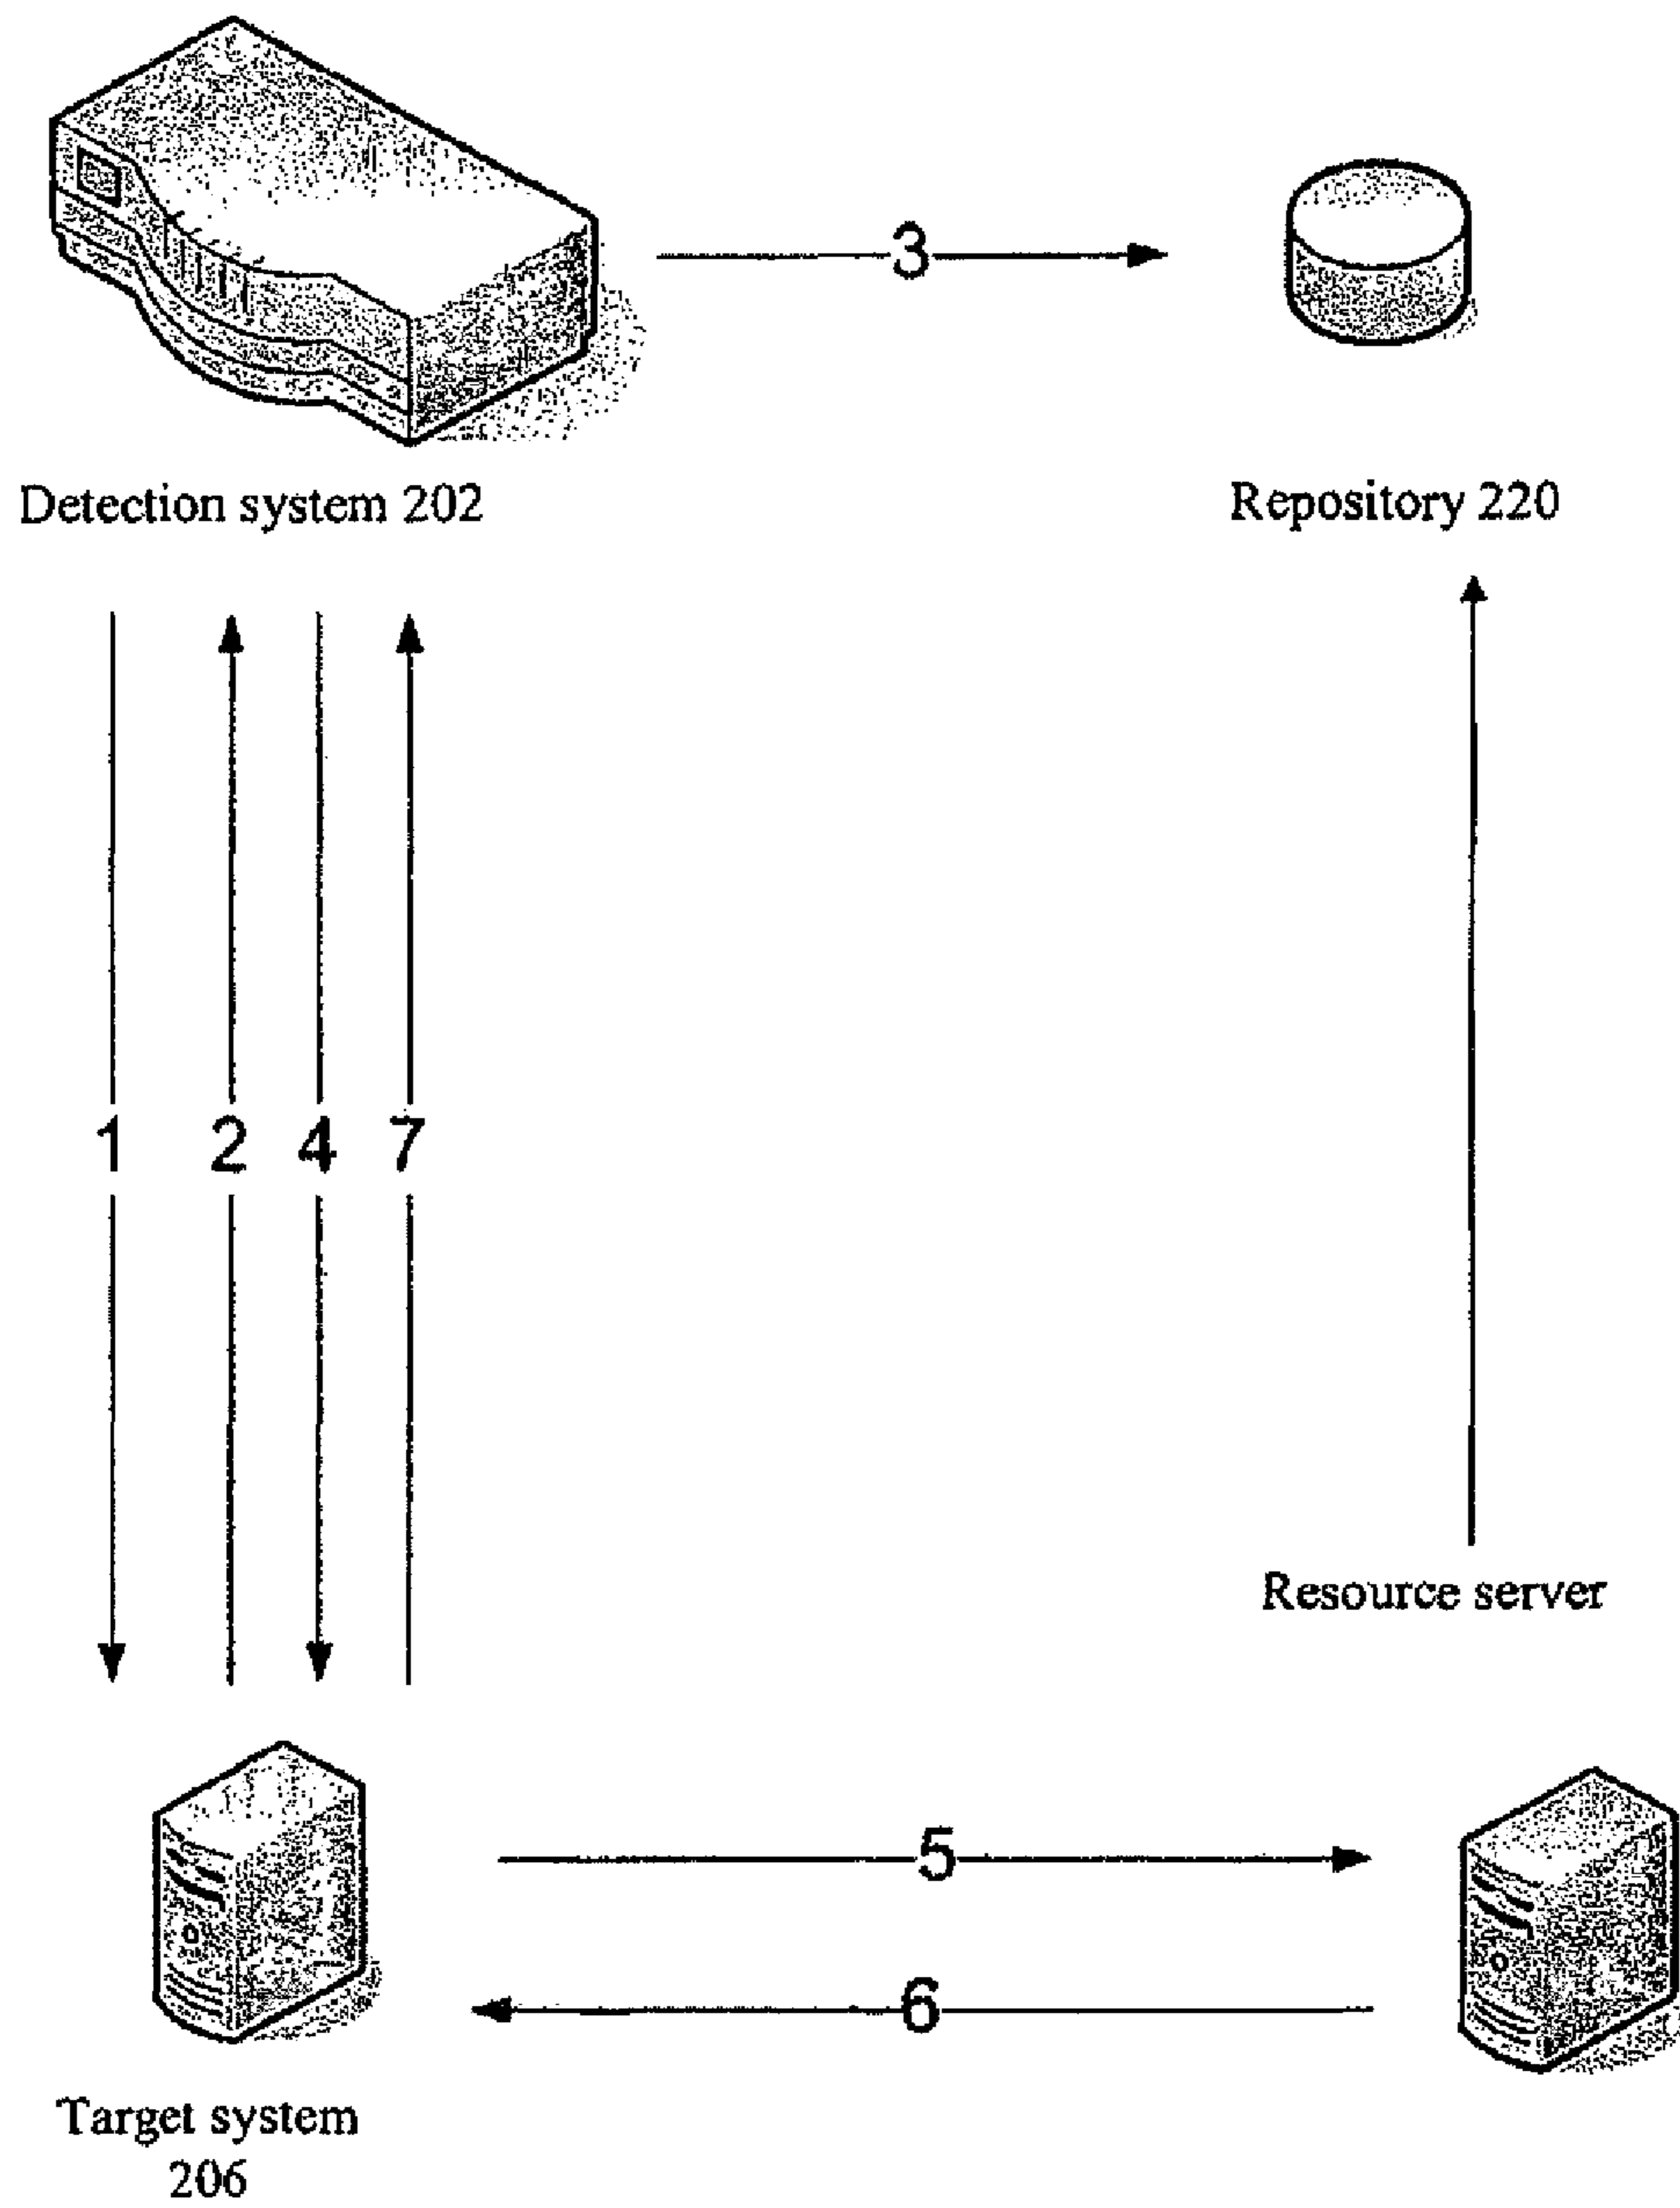 3
Detection system 202
Repository 220
1 2 4 7
Resource server
5
6
Target system
206